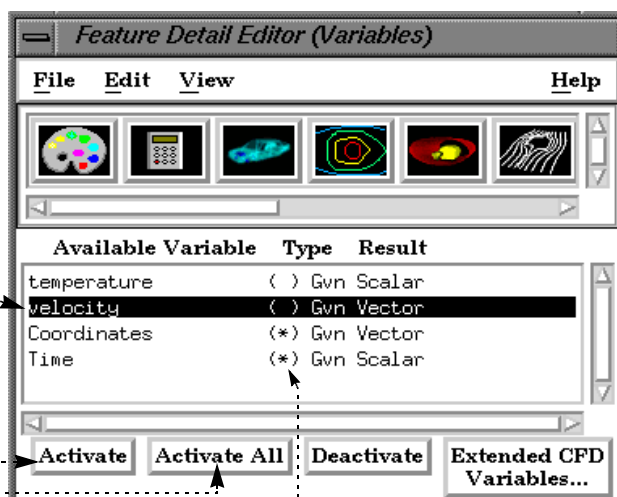 Feature Detail Editor (Variables)
File Edit View Help
Available Variable Type Result
temperature ( ) Gvn Scalar
velocity ( ) Gvn Vector
Coordinates (*) Gvn Vector
Time (*) Gvn Scalar
Activate Activate All Deactivate Extended CFD
Variables...